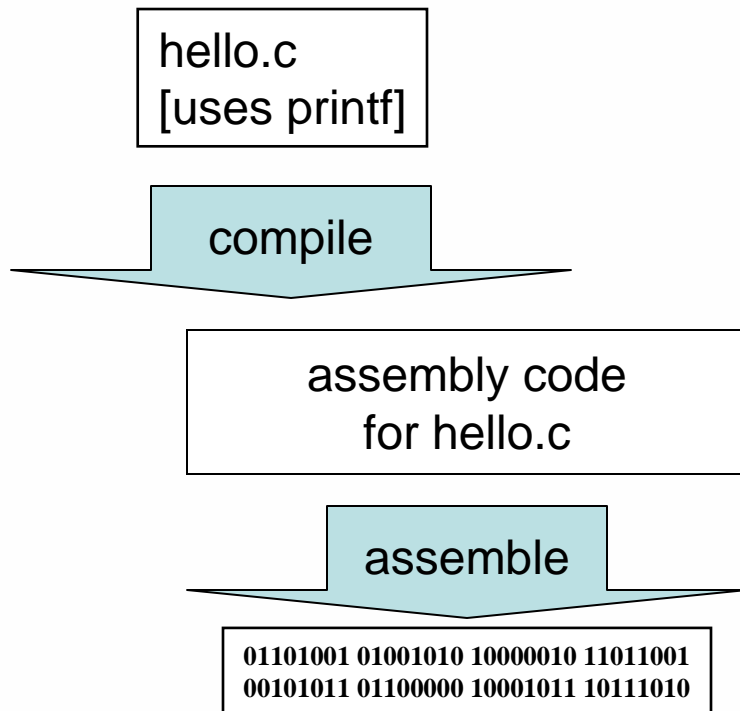 hello.c
[uses printf]
compile
assembly code
for hello.c
assemble
01101001 01001010 10000010 11011001
00101011 01100000 10001011 10111010